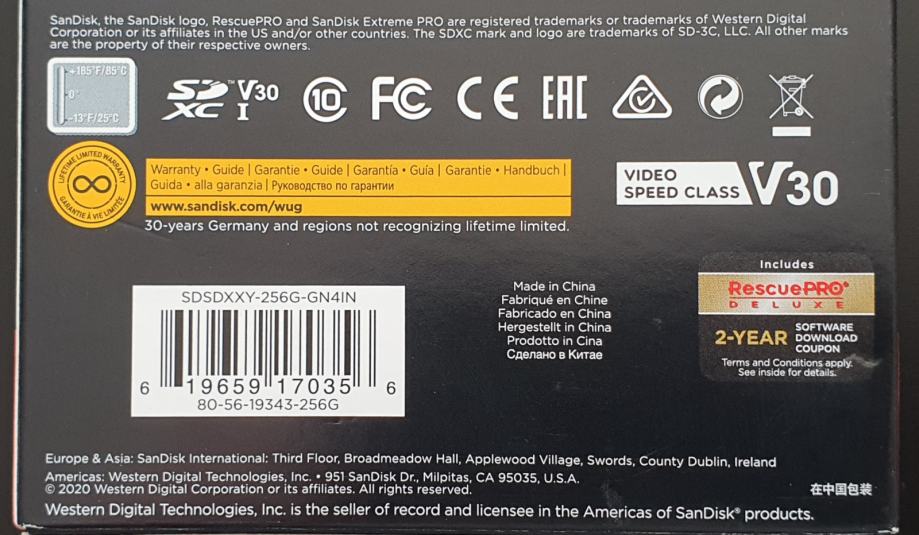 SanDisk, the SanDisk logo, RescuePRO and SanDisk Extreme PRO are registered trademarks or trademarks of Western Digital
Corporation or its affiliates in the US and/or other countries. The SDXC mark and logo are trademarks of SD-3C, LLC. All other marks
are the property of their respective owners.
+185°F/85°C
0°
-13°F/25°C
SD XC I ™ V30
10
FC
CE
EAC
LIFETIME LIMITED WARRANTY
GARANTIE À VIE LIMITÉE
Warranty • Guide | Garantie • Guide | Garantía • Guía | Garantie • Handbuch |
Guida • alla garanzia | Руководство по гарантии
www.sandisk.com/wug
30-years Germany and regions not recognizing lifetime limited.
VIDEO
SPEED CLASS V30
SDSDXXY-256G-GN4IN
6 19659 17035 6
80-56-19343-256G
Made in China
Fabriqué en Chine
Fabricado en China
Hergestellt in China
Prodotto in Cina
Сделано в Китае
Includes
RescuePRO®
DELUXE
2-YEAR SOFTWARE
DOWNLOAD
COUPON
Terms and Conditions apply.
See inside for details.
Europe & Asia: SanDisk International: Third Floor, Broadmeadow Hall, Applewood Village, Swords, County Dublin, Ireland
Americas: Western Digital Technologies, Inc. • 951 SanDisk Dr., Milpitas, CA 95035, U.S.A.
© 2020 Western Digital Corporation or its affiliates. All rights reserved.
在中国包装
Western Digital Technologies, Inc. is the seller of record and licensee in the Americas of SanDisk® products.